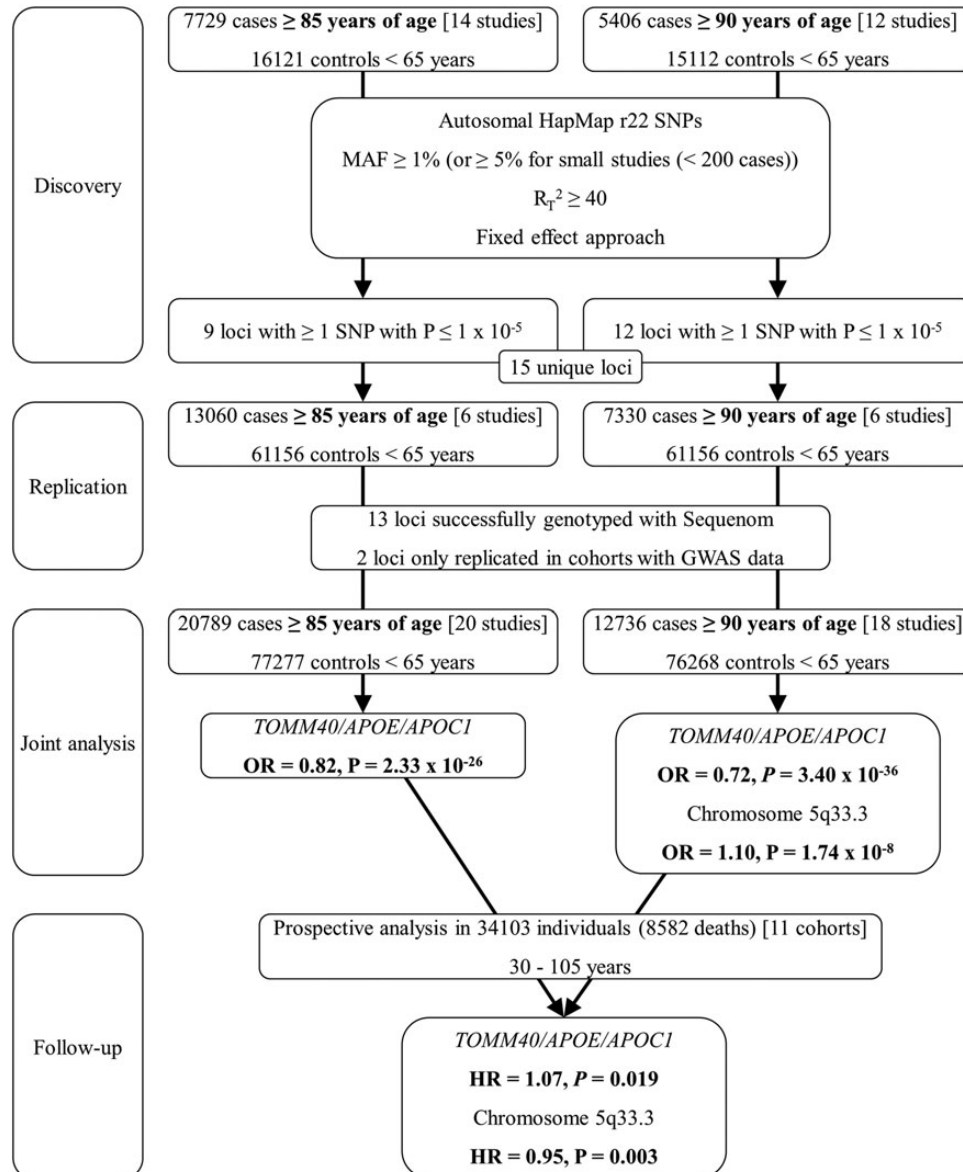 7729 cases ≥ 85 years of age [14 studies]
16121 controls < 65 years
5406 cases ≥ 90 years of age [12 studies]
15112 controls < 65 years
Discovery
Autosomal HapMap r22 SNPs
MAF ≥ 1% (or ≥ 5% for small studies (< 200 cases))
R_T² ≥ 40
Fixed effect approach
9 loci with ≥ 1 SNP with P ≤ 1 x 10⁻⁵
12 loci with ≥ 1 SNP with P ≤ 1 x 10⁻⁵
15 unique loci
Replication
13060 cases ≥ 85 years of age [6 studies]
61156 controls < 65 years
7330 cases ≥ 90 years of age [6 studies]
61156 controls < 65 years
13 loci successfully genotyped with Sequenom
2 loci only replicated in cohorts with GWAS data
Joint analysis
20789 cases ≥ 85 years of age [20 studies]
77277 controls < 65 years
12736 cases ≥ 90 years of age [18 studies]
76268 controls < 65 years
TOMM40/APOE/APOC1
OR = 0.82, P = 2.33 x 10⁻²⁶
TOMM40/APOE/APOC1
OR = 0.72, P = 3.40 x 10⁻³⁶
Chromosome 5q33.3
OR = 1.10, P = 1.74 x 10⁻⁸
Follow-up
Prospective analysis in 34103 individuals (8582 deaths) [11 cohorts]
30 - 105 years
TOMM40/APOE/APOC1
HR = 1.07, P = 0.019
Chromosome 5q33.3
HR = 0.95, P = 0.003